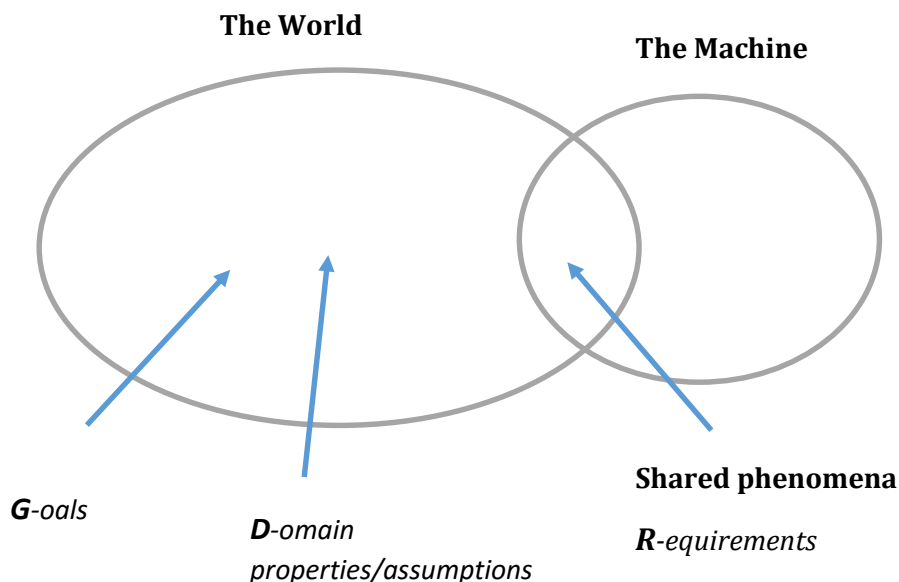 The World
The Machine
G-oals
D-omain
properties/assumptions
Shared phenomena
R-equirements